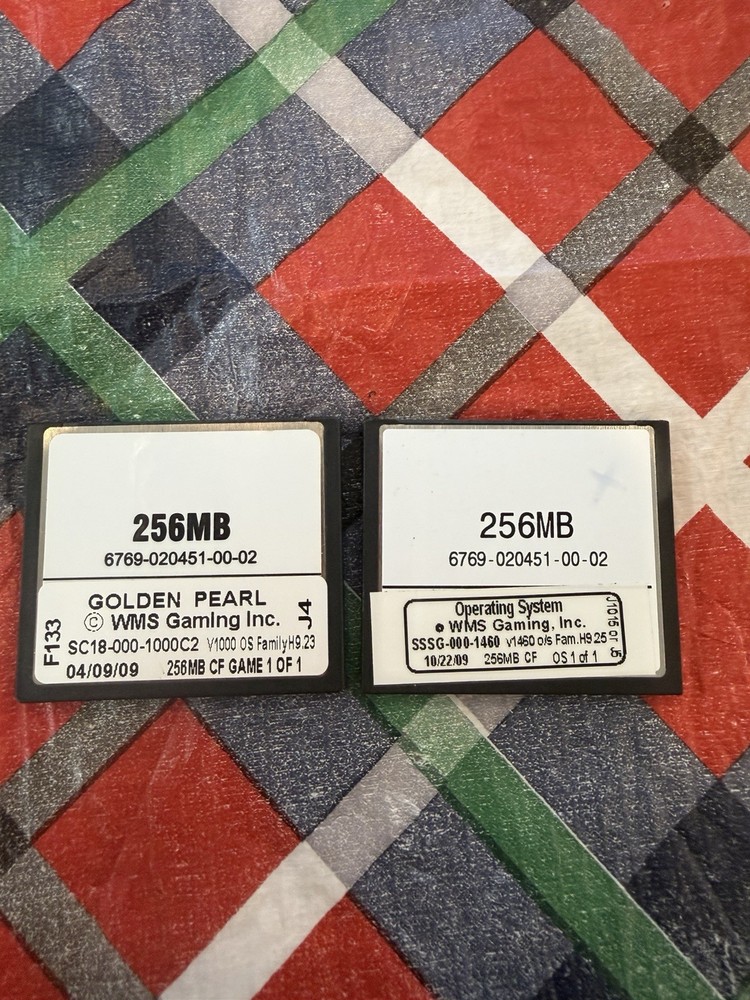 256MB
6769-020451-00-02
GOLDEN PEARL
© WMS Gaming Inc.
SC18-000-1000C2 V1000 OS FamilyH9.23
04/09/09 256MB CF GAME 1 OF 1
F133
J4
256MB
6769-020451-00-02
Operating System
WMS Gaming, Inc.
SSSG-000-1460 v1460 o/s Fam.H9.25
10/22/09 256MB CF OS 1 of 1